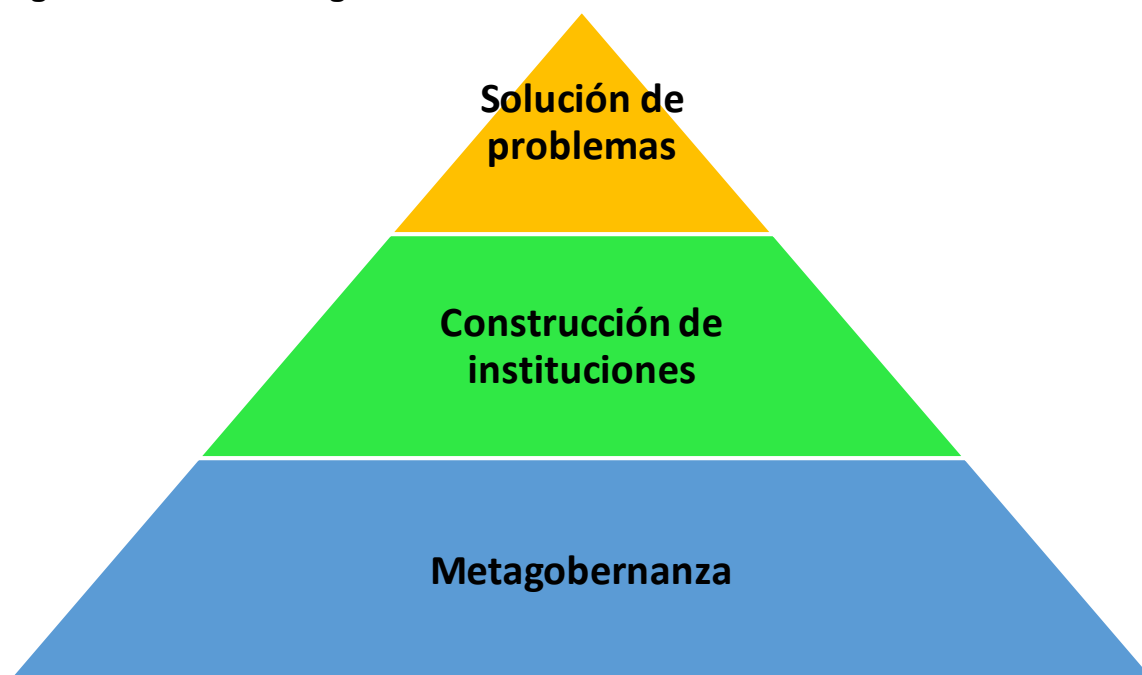 Solución de
problemas
Construcción de
instituciones
Metagobernanza